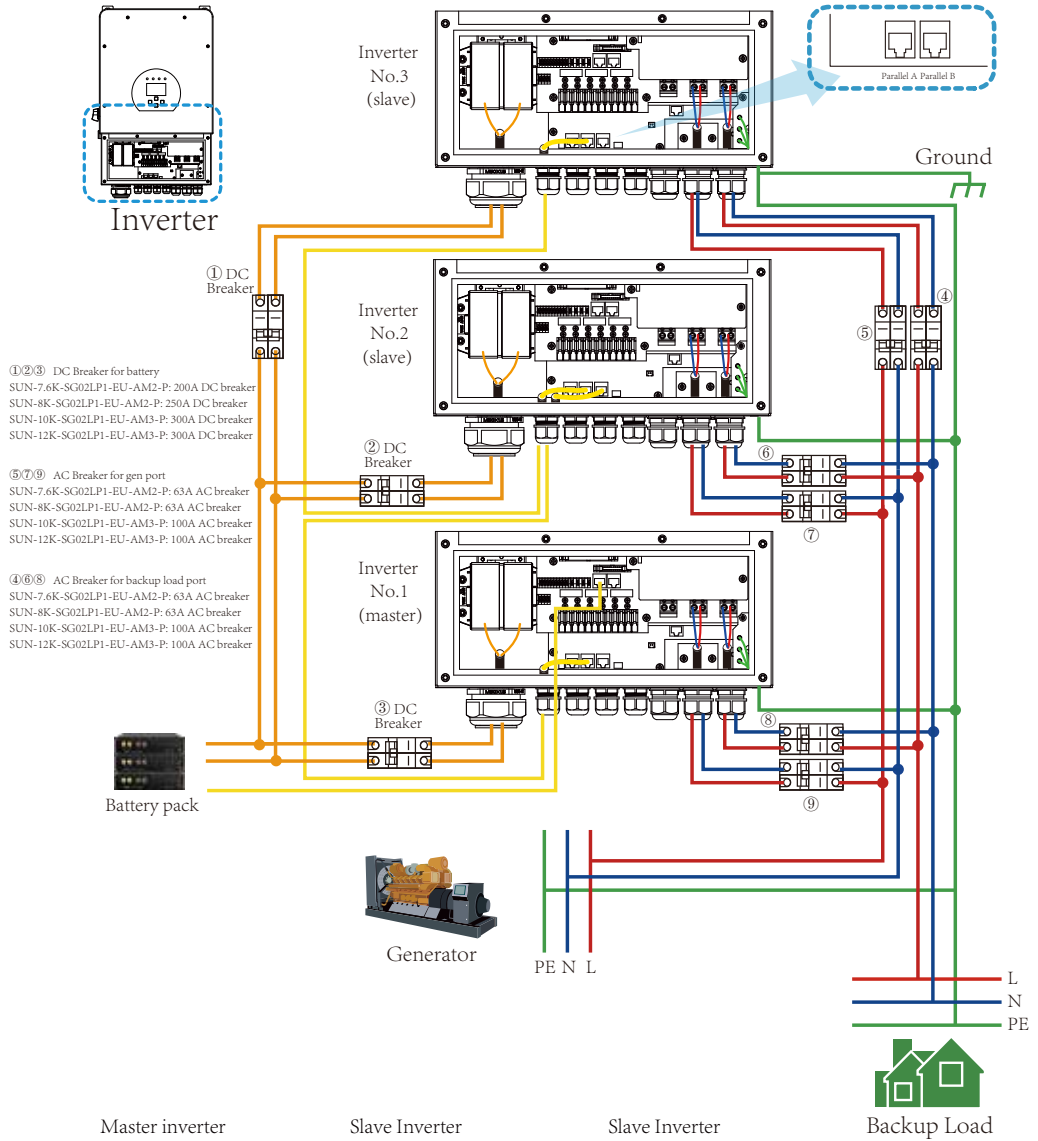 Inverter
No.3
(slave)
Parallel A Parallel B
Ground
Inverter
① DC
Breaker
④
⑤
Inverter
No.2
(slave)
①②③ DC Breaker for battery
SUN-7.6K-SG02LP1-EU-AM2-P: 200A DC breaker
SUN-8K-SG02LP1-EU-AM2-P: 250A DC breaker
SUN-10K-SG02LP1-EU-AM3-P: 300A DC breaker
SUN-12K-SG02LP1-EU-AM3-P: 300A DC breaker
② DC
Breaker
⑥
⑤⑦⑨ AC Breaker for gen port
SUN-7.6K-SG02LP1-EU-AM2-P: 63A AC breaker
SUN-8K-SG02LP1-EU-AM2-P: 63A AC breaker
SUN-10K-SG02LP1-EU-AM3-P: 100A AC breaker
SUN-12K-SG02LP1-EU-AM3-P: 100A AC breaker
⑦
Inverter
No.1
(master)
④⑥⑧ AC Breaker for backup load port
SUN-7.6K-SG02LP1-EU-AM2-P: 63A AC breaker
SUN-8K-SG02LP1-EU-AM2-P: 63A AC breaker
SUN-10K-SG02LP1-EU-AM3-P: 100A AC breaker
SUN-12K-SG02LP1-EU-AM3-P: 100A AC breaker
③ DC
Breaker
⑧
⑨
Battery pack
Generator
PE N L
L
N
PE
Master inverter
Slave Inverter
Slave Inverter
Backup Load